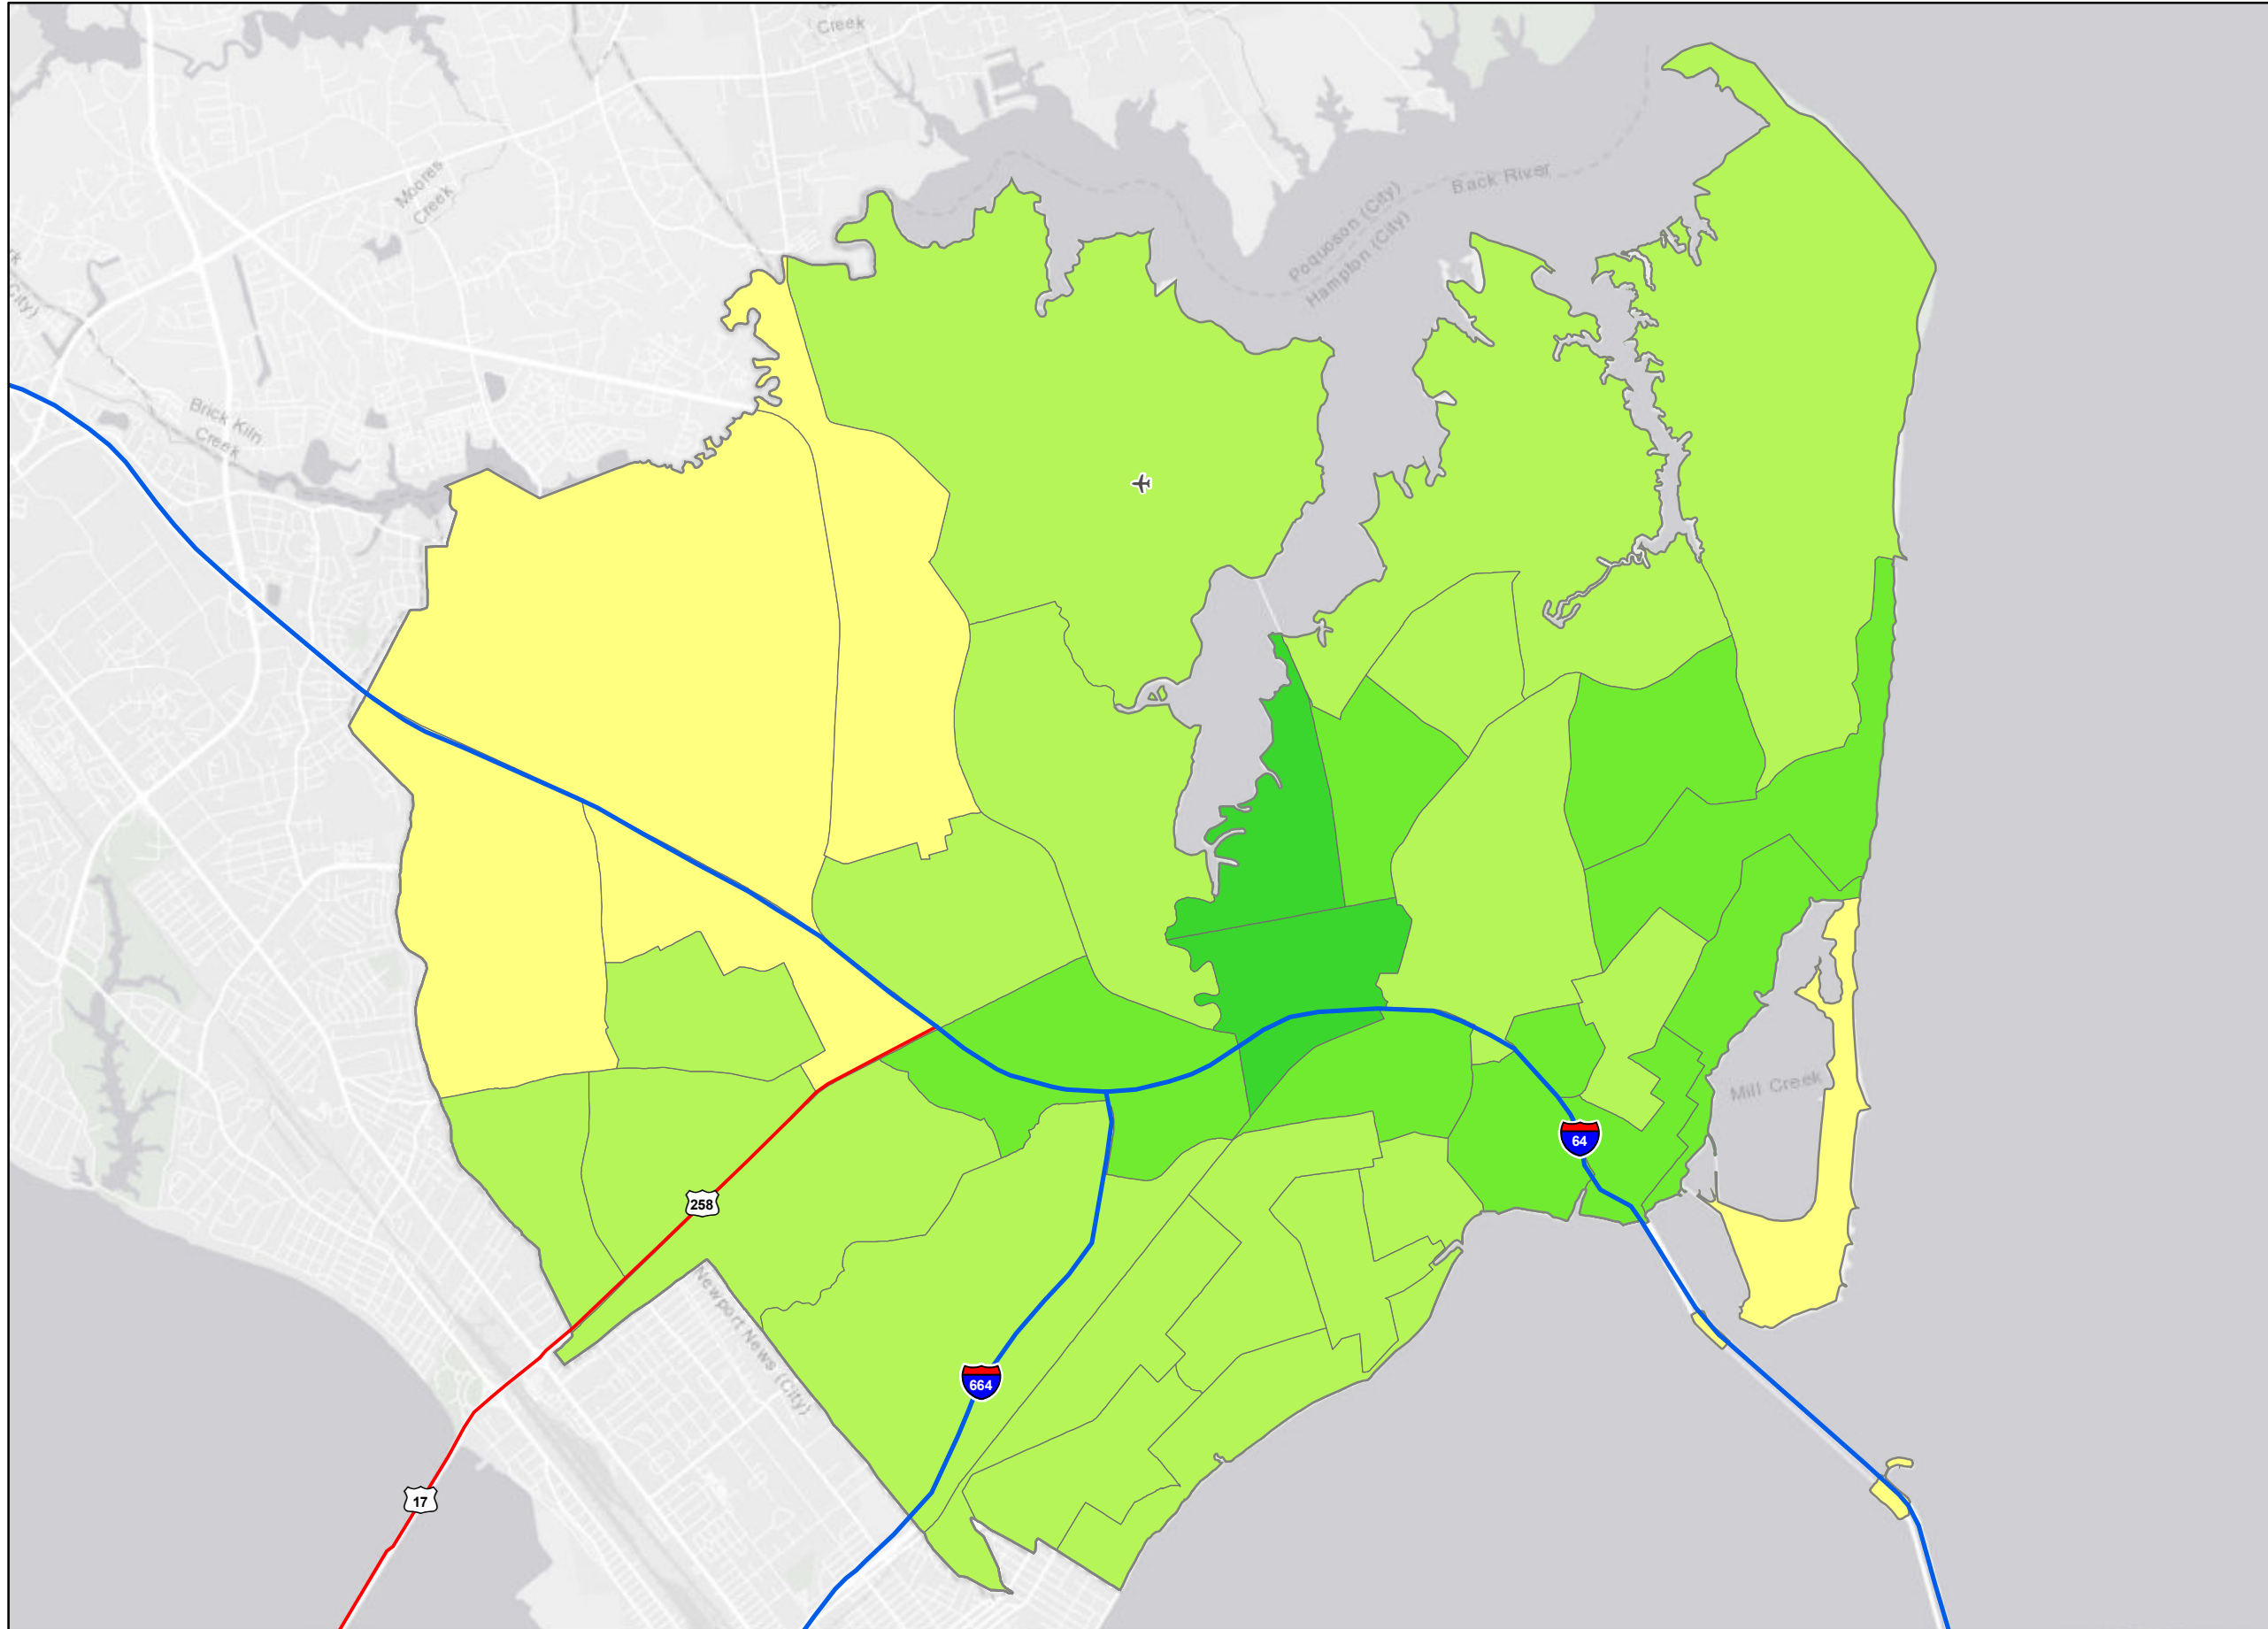 Creek
Moores
Creek
Back River
Poquoson (City)
Hampton (City)
City)
Brick Kiln
Creek
Mill Creek
64
258
Newport News (City)
664
17